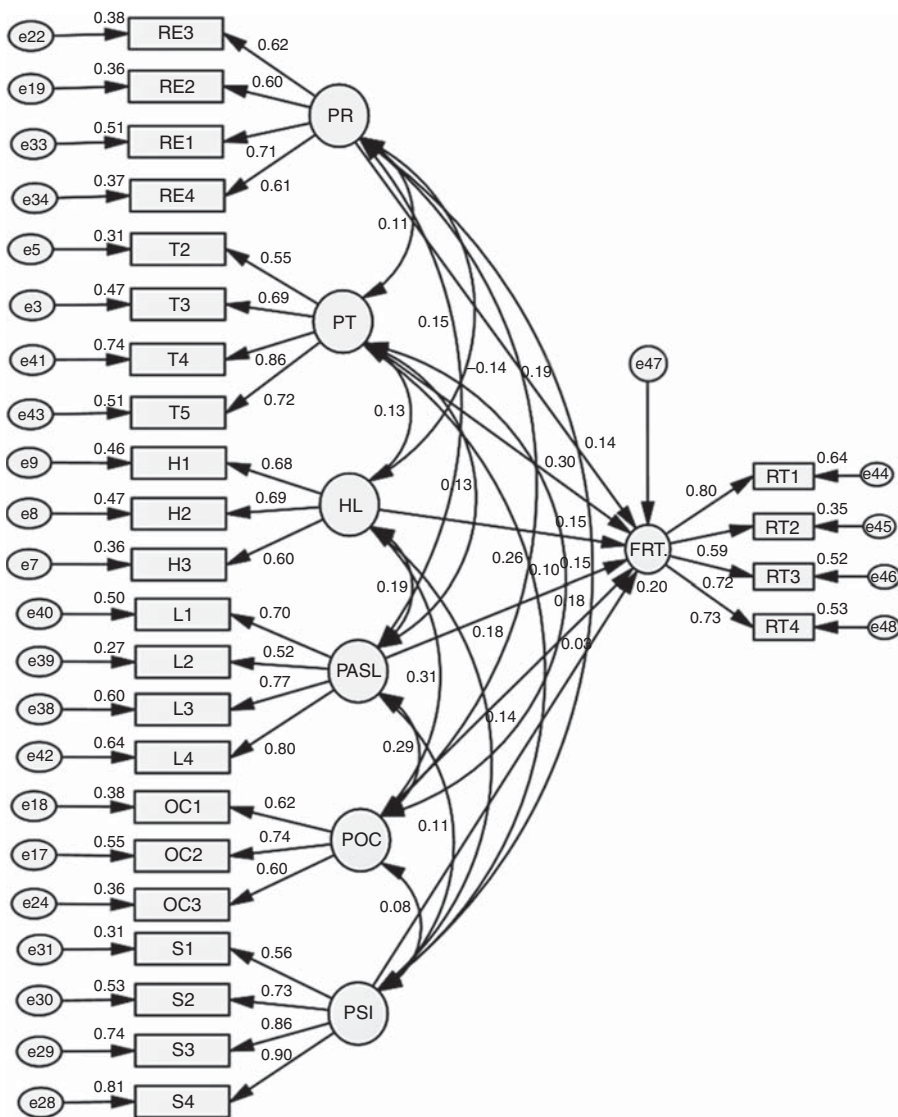 0.38
e22 RE3
0.62
0.36
e19 RE2
0.60
PR
0.51
e33 RE1
0.71
0.37
e34 RE4
0.61
0.11
0.31
e5 T2
0.55
0.47
e3 T3
0.69
PT
0.15
0.74
e41 T4
0.86
−0.14
0.19
e47
0.51
e43 T5
0.72
0.13
0.14
0.46
e9 H1
0.68
0.30
0.64
RT1
e44
0.47
e8 H2
0.69
HL
0.13
0.80
0.15
0.35
RT2
e45
0.36
e7 H3
0.60
FRT.
0.59
0.26
0.10
0.15
0.52
0.19
0.72
RT3
e46
0.20
0.50
e40 L1
0.70
0.18
0.18
0.73
0.53
RT4
e48
0.27
e39 L2
0.52
0.03
PASL
0.60
e38 L3
0.77
0.31
0.64
e42 L4
0.80
0.14
0.29
0.38
e18 OC1
0.62
0.55
e17 OC2
0.74
POC
0.11
0.36
e24 OC3
0.60
0.08
0.31
e31 S1
0.56
0.53
e30 S2
0.73
PSI
0.74
e29 S3
0.86
0.90
0.81
e28 S4